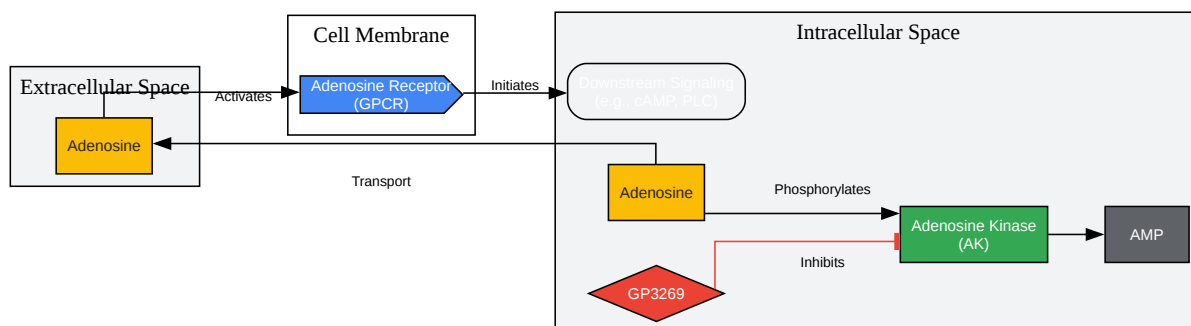 Extracellular Space
Adenosine
Activates
Cell Membrane
Adenosine Receptor
(GPCR)
Initiates
Intracellular Space
Downstream Signaling
(e.g., cAMP, PLC)
Transport
Adenosine
Phosphorylates
Adenosine Kinase
(AK)
AMP
Inhibits
GP3269